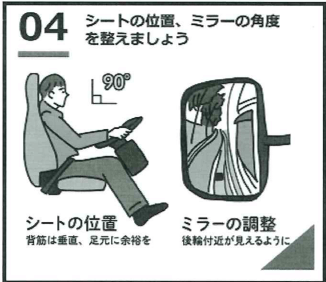 04
シートの位置、ミラーの角度
を整えましょう
90°
シートの位置
背筋は垂直、足元に余裕を
ミラーの調整
後輪付近が見えるように